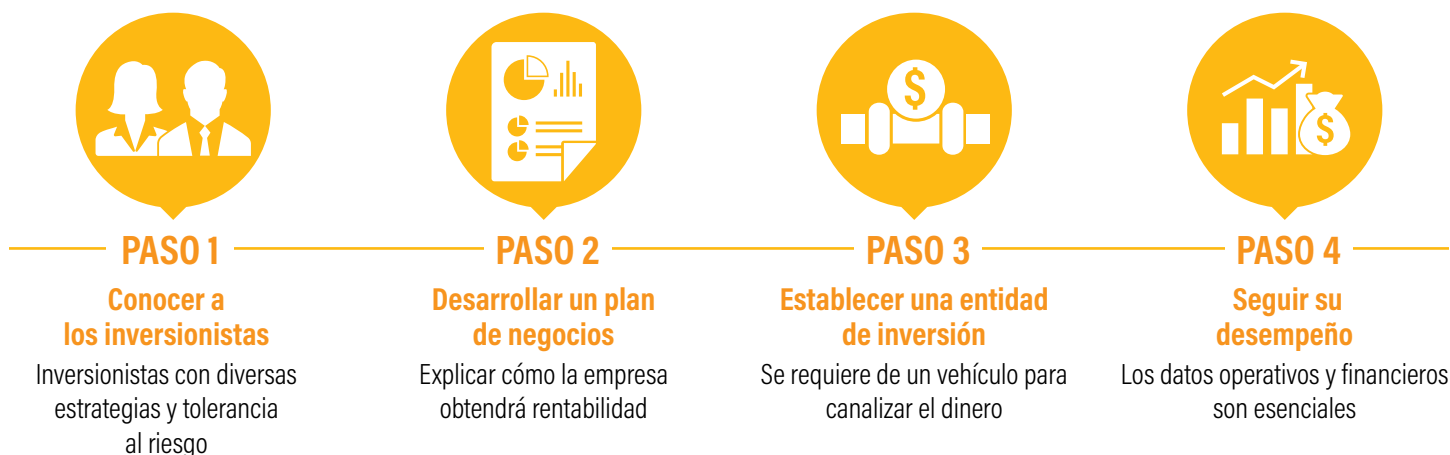 $
$
PASO 1
Conocer a
los inversionistas
Inversionistas con diversas
estrategias y tolerancia
al riesgo
PASO 2
Desarrollar un plan
de negocios
Explicar cómo la empresa
obtendrá rentabilidad
PASO 3
Establecer una entidad
de inversión
Se requiere de un vehículo para
canalizar el dinero
PASO 4
Seguir su
desempeño
Los datos operativos y financieros
son esenciales